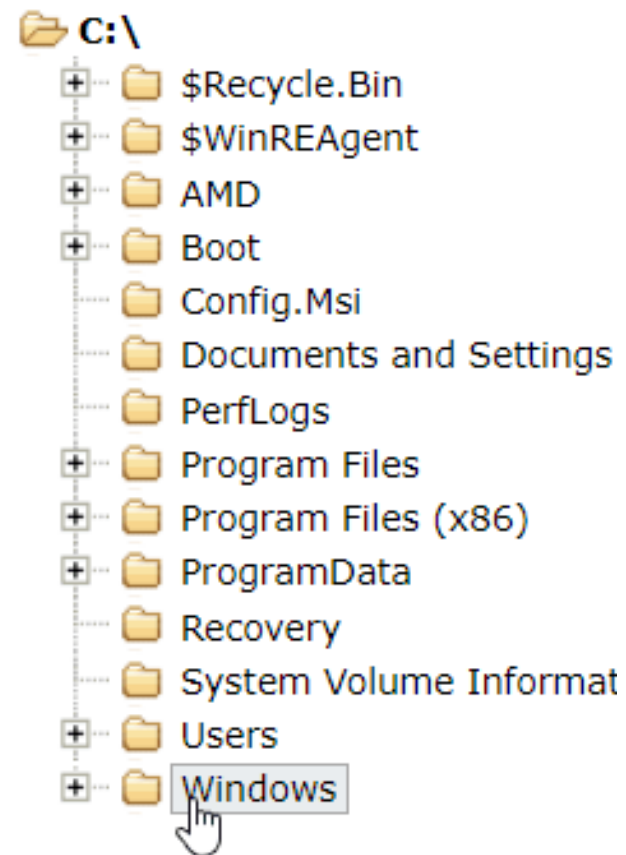 C:\
$Recycle.Bin
$WinREAgent
AMD
Boot
Config.Msi
Documents and Settings
PerfLogs
Program Files
Program Files (x86)
ProgramData
Recovery
System Volume Informat
Users
Windows